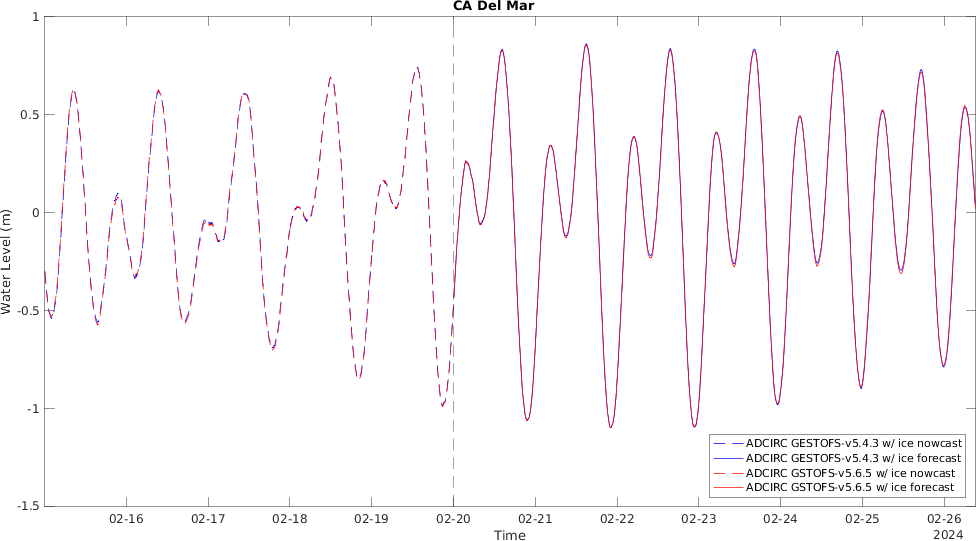 CA Del Mar
1
0.5
0
-0.5
-1
-1.5
Water Level (m)
ADCIRC GESTOFS-v5.4.3 w/ ice nowcast
ADCIRC GESTOFS-v5.4.3 w/ ice forecast
ADCIRC GSTOFS-v5.6.5 w/ ice nowcast
ADCIRC GSTOFS-v5.6.5 w/ ice forecast
02-16 02-17 02-18 02-19 02-20 02-21 02-22 02-23 02-24 02-25 02-26
Time
2024